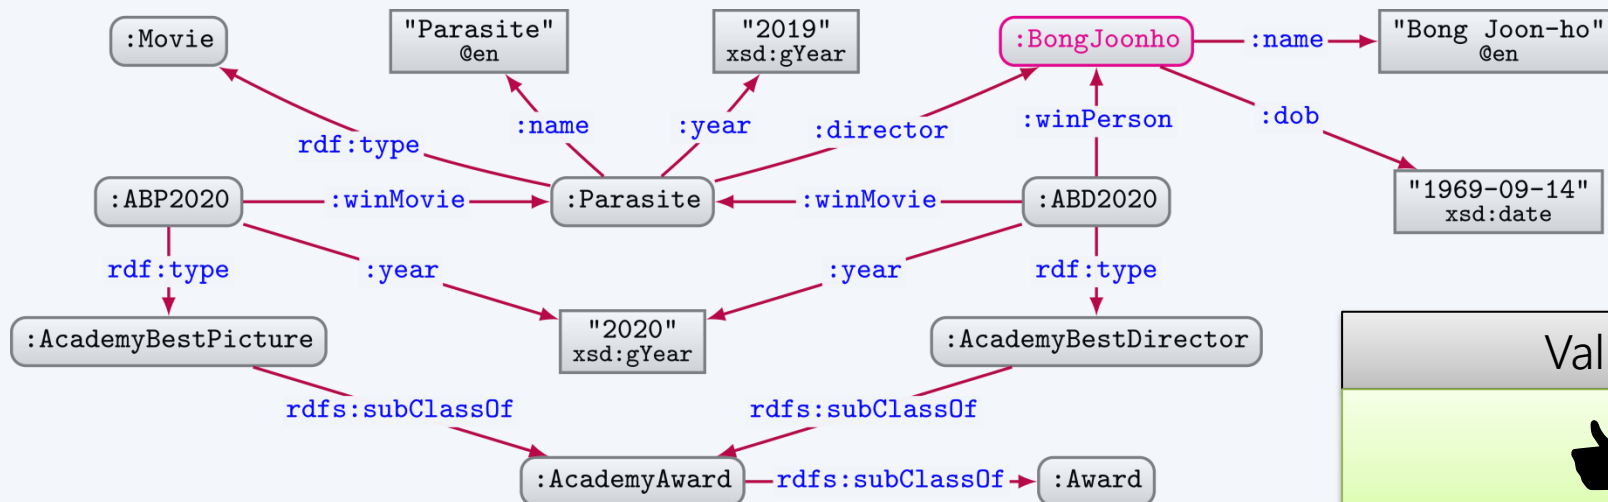 :Movie
"Parasite"
@en
"2019"
xsd:gYear
:BongJoonho
:name
"Bong Joon-ho"
@en
rdf:type
:name
:year
:director
:winPerson
:dob
:ABP2020
:winMovie
:Parasite
:winMovie
:ABD2020
"1969-09-14"
xsd:date
rdf:type
:year
:year
rdf:type
:AcademyBestPicture
"2020"
xsd:gYear
:AcademyBestDirector
rdfs:subClassOf
rdfs:subClassOf
:AcademyAward
rdfs:subClassOf
:Award